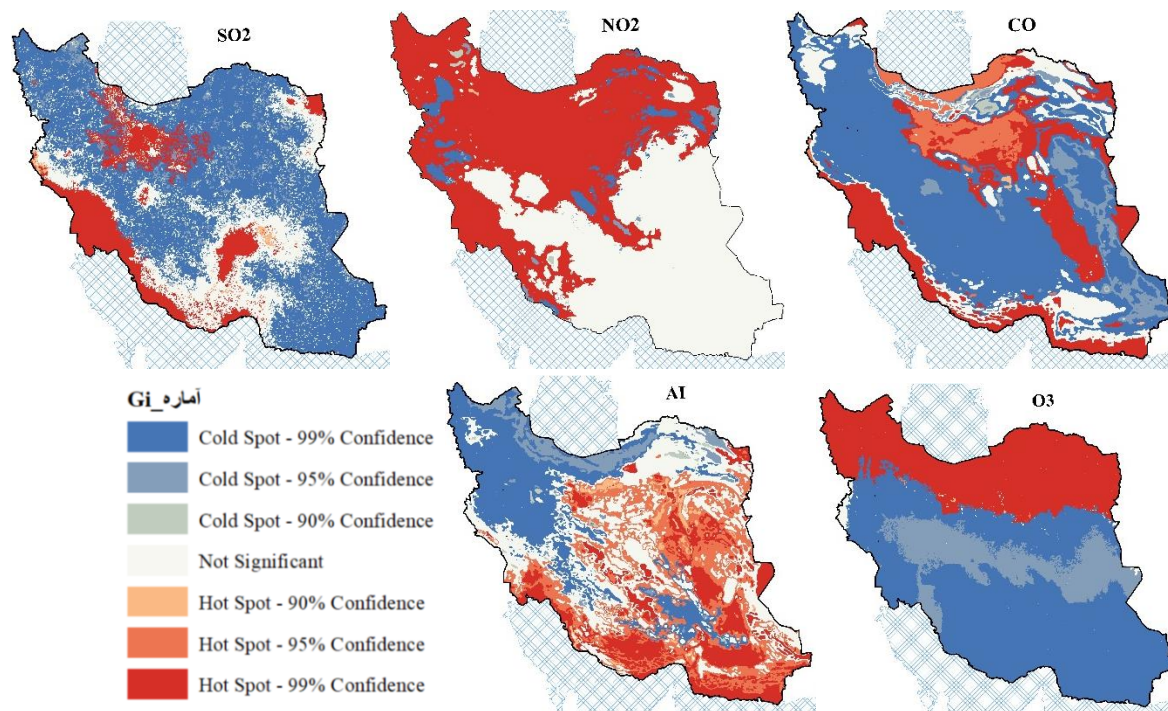 SO2
NO2
CO
آماره_Gi
Cold Spot - 99% Confidence
Cold Spot - 95% Confidence
Cold Spot - 90% Confidence
Not Significant
Hot Spot - 90% Confidence
Hot Spot - 95% Confidence
Hot Spot - 99% Confidence
AI
O3